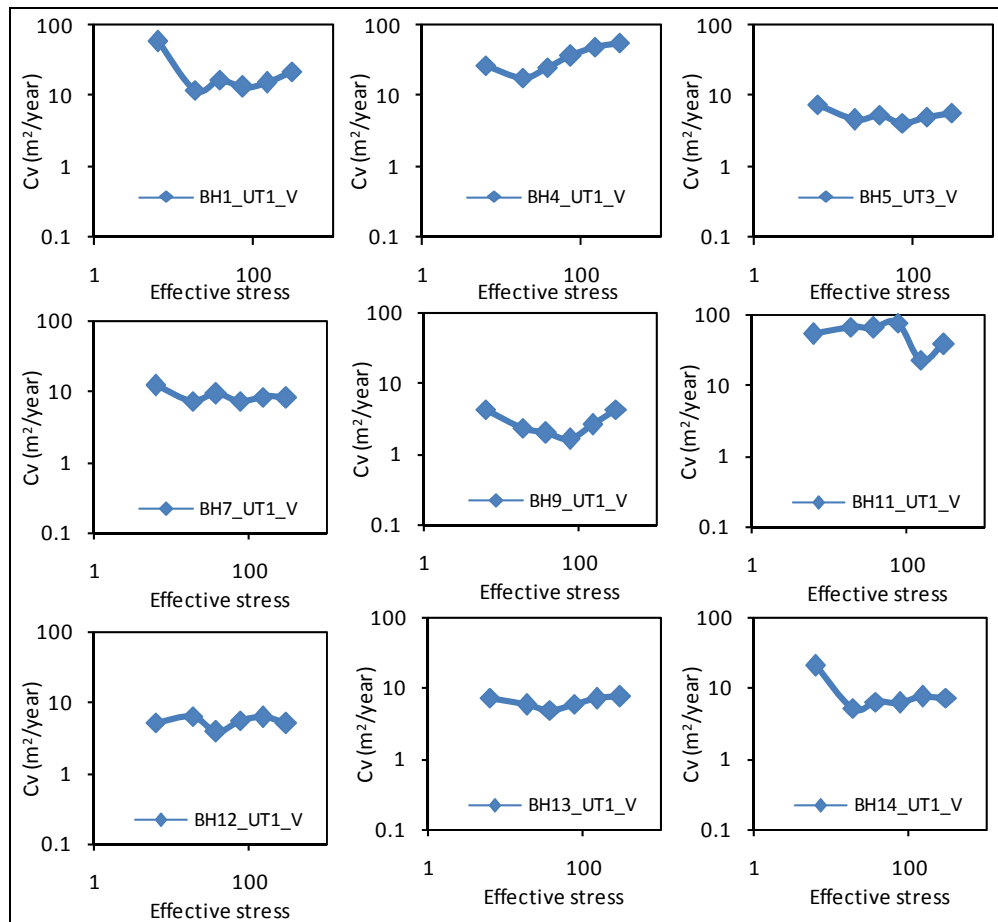 Cv (m²/year)
100
10
1
0.1
BH1_UT1_V
1
100
Effective stress
Cv (m²/year)
100
10
1
0.1
BH4_UT1_V
1
100
Effective stress
Cv (m²/year)
100
10
1
0.1
BH5_UT3_V
1
100
Effective stress
Cv (m²/year)
100
10
1
0.1
BH7_UT1_V
1
100
Effective stress
Cv (m²/year)
100
10
1
0.1
BH9_UT1_V
1
100
Effective stress
Cv (m²/year)
100
10
1
0.1
BH11_UT1_V
1
100
Effective stress
Cv (m²/year)
100
10
1
0.1
BH12_UT1_V
1
100
Effective stress
Cv (m²/year)
100
10
1
0.1
BH13_UT1_V
1
100
Effective stress
Cv (m²/year)
100
10
1
0.1
BH14_UT1_V
1
100
Effective stress